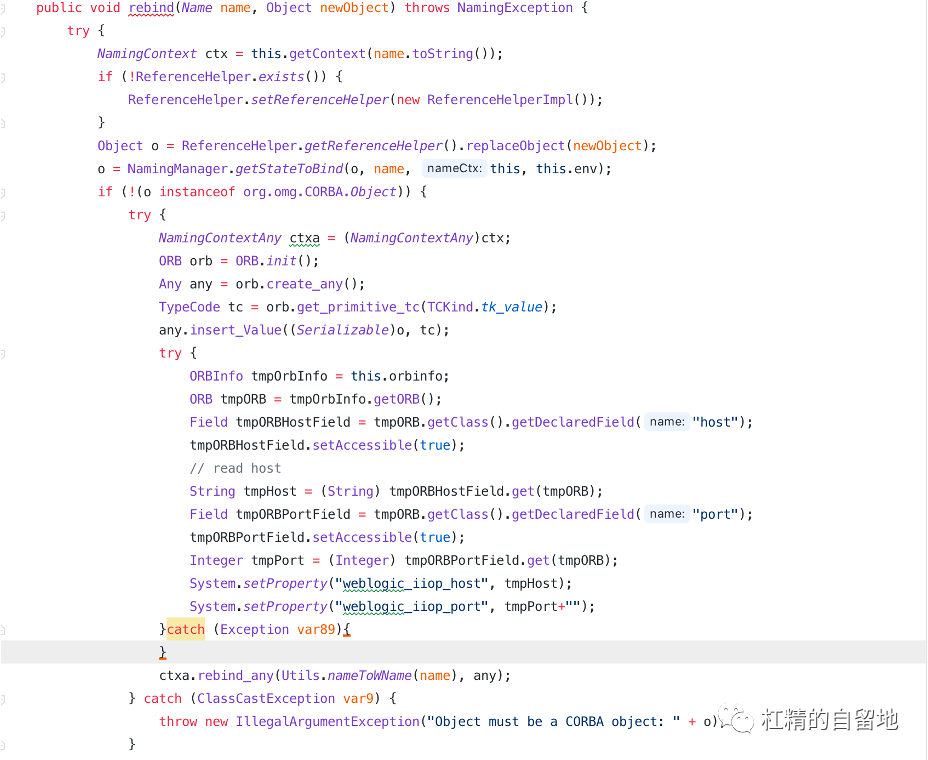 public void rebind(Name name, Object newObject) throws NamingException {
try {
NamingContext ctx = this.getContext(name.toString());
if (!ReferenceHelper.exists()) {
ReferenceHelper.setReferenceHelper(new ReferenceHelperImpl());
}
Object o = ReferenceHelper.getReferenceHelper().replaceObject(newObject);
o = NamingManager.getStateToBind(o, name, nameCtx: this, this.env);
if (!(o instanceof org.omg.CORBA.Object)) {
try {
NamingContextAny ctxa = (NamingContextAny)ctx;
ORB orb = ORB.init();
Any any = orb.create_any();
TypeCode tc = orb.get_primitive_tc(TCKind.tk_value);
any.insert_Value((Serializable)o, tc);
try {
ORBInfo tmpOrbInfo = this.orbinfo;
ORB tmpORB = tmpOrbInfo.getORB();
Field tmpORBHostField = tmpORB.getClass().getDeclaredField( name: "host");
tmpORBHostField.setAccessible(true);
// read host
String tmpHost = (String) tmpORBHostField.get(tmpORB);
Field tmpORBPortField = tmpORB.getClass().getDeclaredField( name: "port");
tmpORBPortField.setAccessible(true);
Integer tmpPort = (Integer) tmpORBPortField.get(tmpORB);
System.setProperty("weblogic_iiop_host", tmpHost);
System.setProperty("weblogic_iiop_port", tmpPort+"");
}catch (Exception var89){
}
ctxa.rebind_any(Utils.nameToWName(name), any);
} catch (ClassCastException var9) {
throw new IllegalArgumentException("Object must be a CORBA object: " + o);
杠精的自留地
}